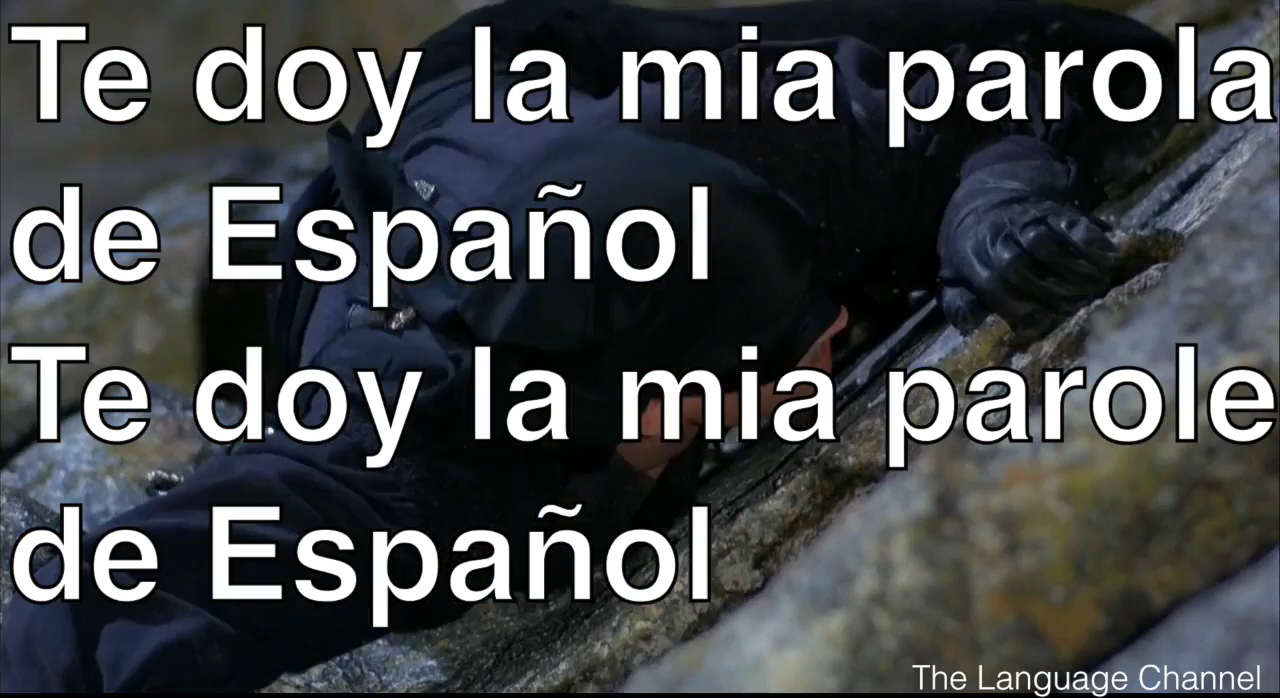 Te doy la mia parola
de Español
Te doy la mia parole
de Español
The Language Channel